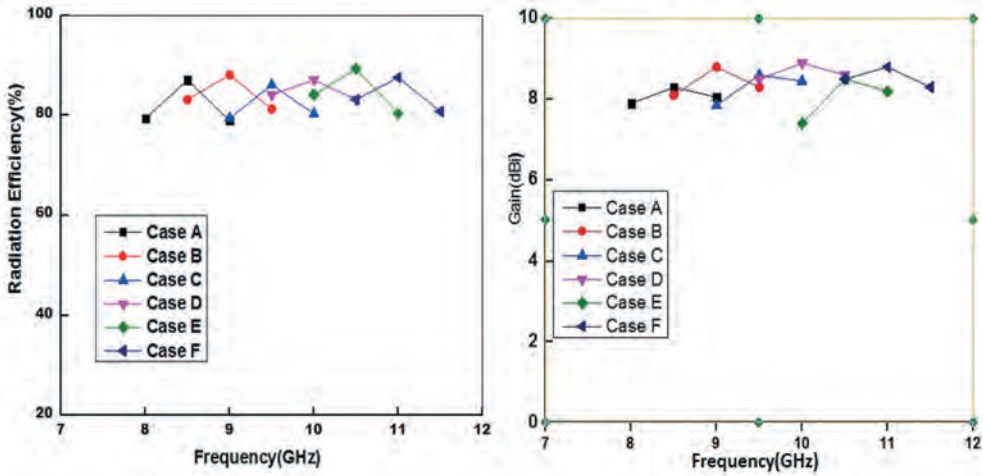 100
80
60
40
20
Radiation Efficiency(%)
Case A
Case B
Case C
Case D
Case E
Case F
7 8 9 10 11 12
Frequency(GHz)
10
8
6
4
2
0
Gain(dBi)
Case A
Case B
Case C
Case D
Case E
Case F
7 8 9 10 11 12
Frequency(GHz)